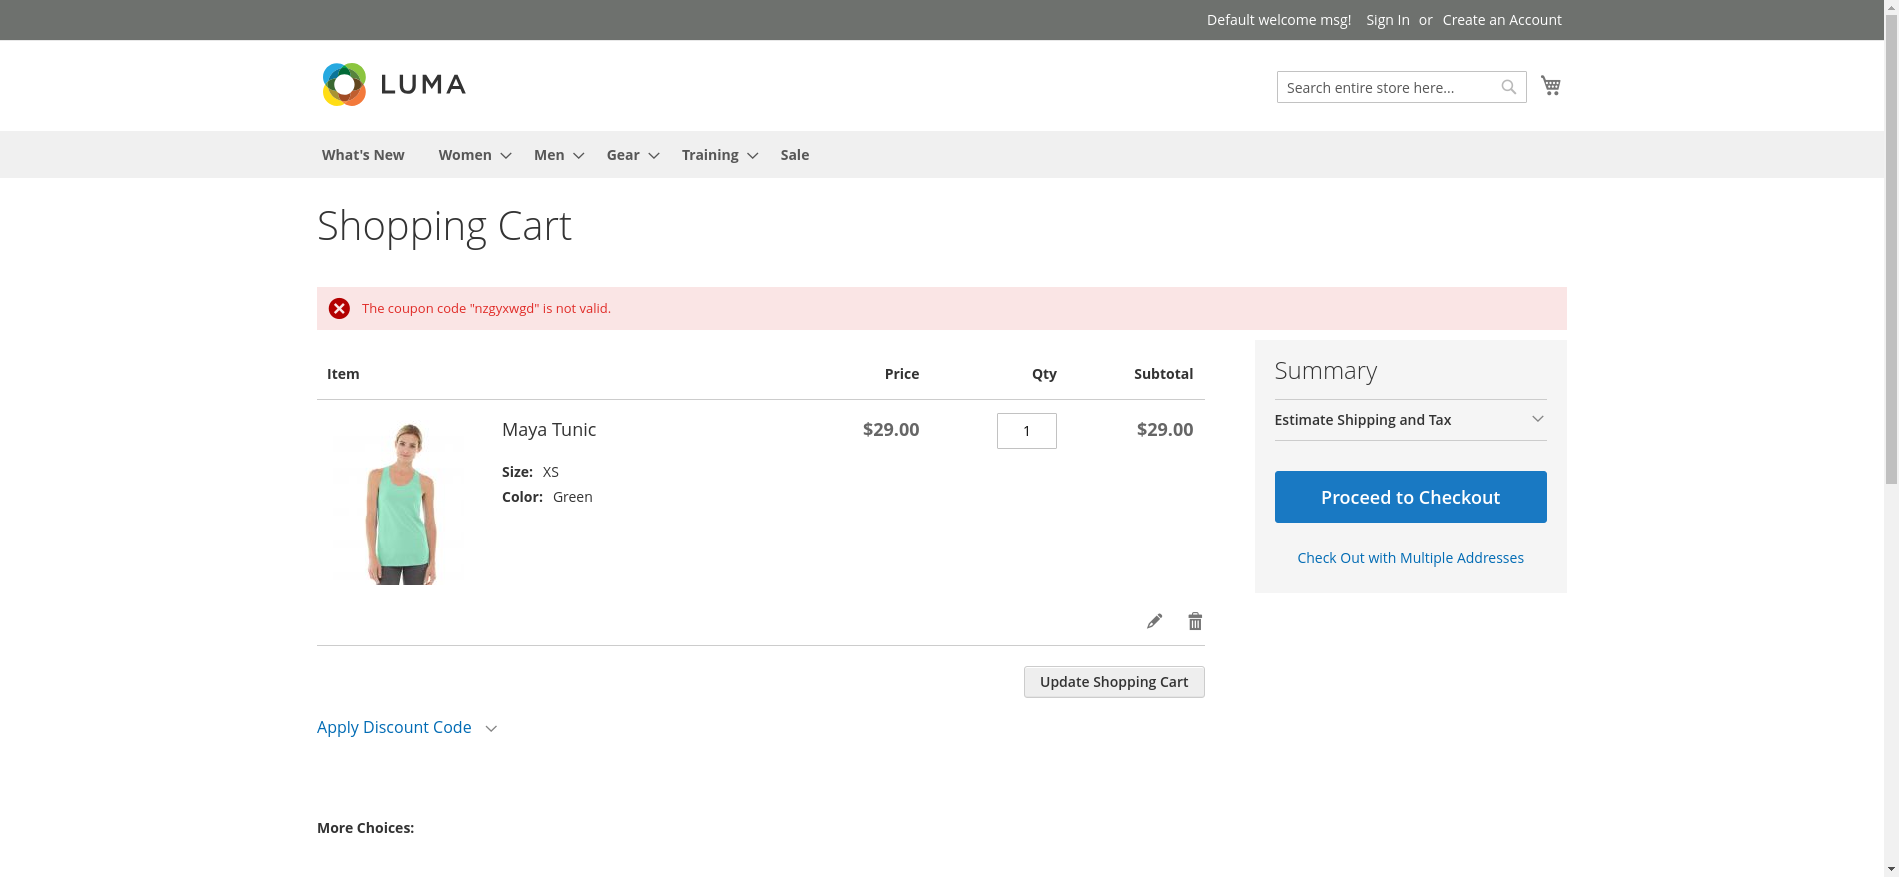 Default welcome msg! Sign In or Create an Account
LUMA
Search entire store here...
What's New Women Men Gear Training Sale
Shopping Cart
The coupon code "nzgyxwgd" is not valid.
Item Price Qty Subtotal
Maya Tunic $29.00 1 $29.00
Size: XS
Color: Green
Update Shopping Cart
Apply Discount Code
More Choices:
Summary
Estimate Shipping and Tax
Proceed to Checkout
Check Out with Multiple Addresses